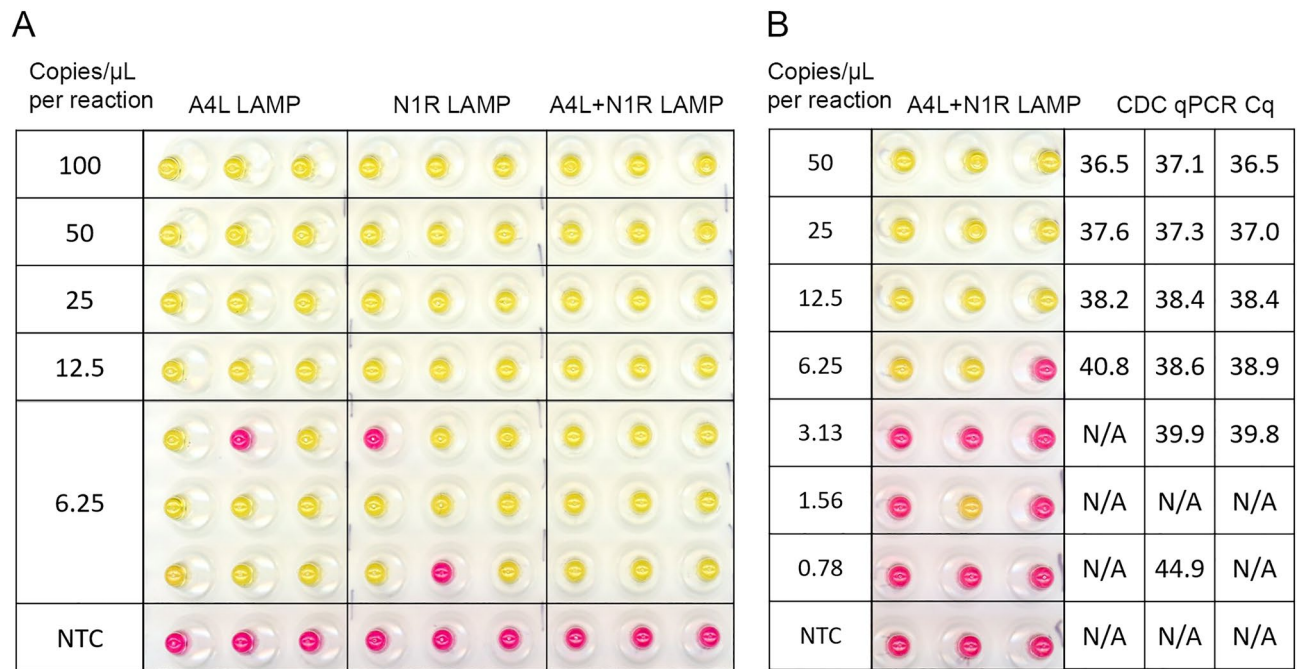 A
Copies/µL
per reaction
A4L LAMP
N1R LAMP
A4L+N1R LAMP
100
50
25
12.5
6.25
NTC
B
Copies/µL
per reaction
A4L+N1R LAMP
CDC qPCR Cq
50 36.5 37.1 36.5
25 37.6 37.3 37.0
12.5 38.2 38.4 38.4
6.25 40.8 38.6 38.9
3.13 N/A 39.9 39.8
1.56 N/A N/A N/A
0.78 N/A 44.9 N/A
NTC N/A N/A N/A